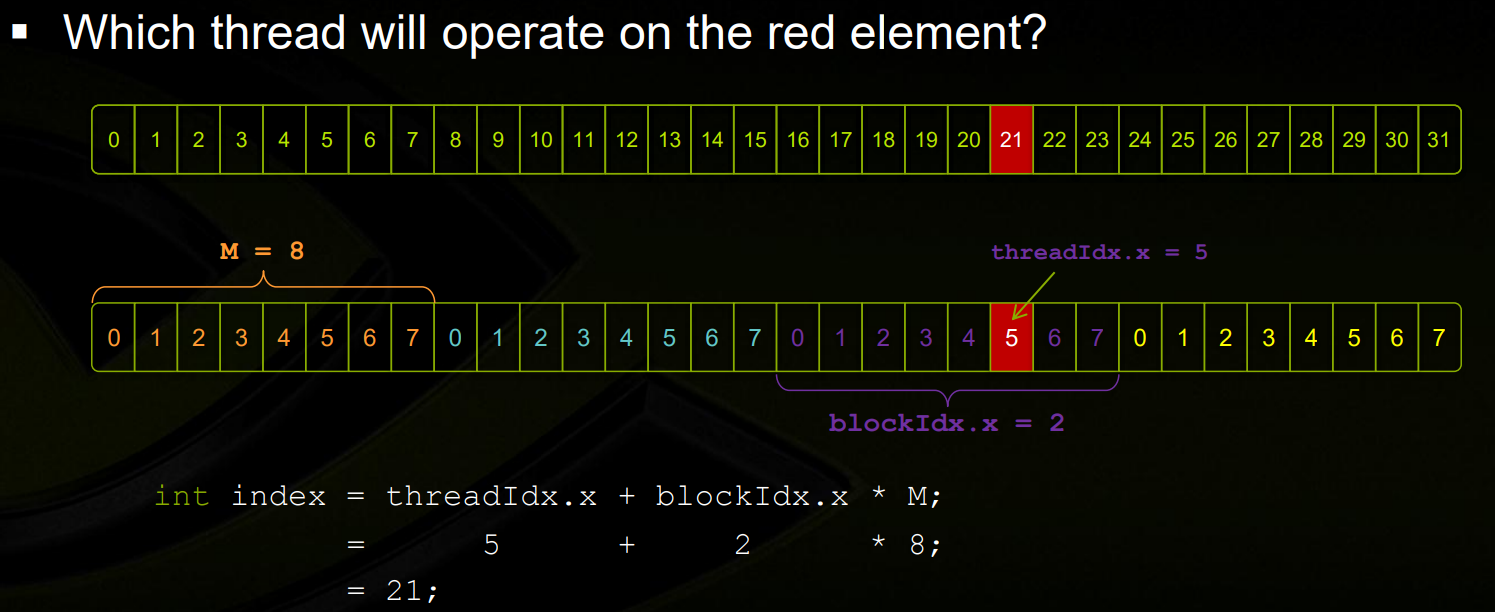 ▪ Which thread will operate on the red element?
0 1 2 3 4 5 6 7 8 9 10 11 12 13 14 15 16 17 18 19 20 21 22 23 24 25 26 27 28 29 30 31
M = 8 threadIdx.x = 5
0 1 2 3 4 5 6 7 0 1 2 3 4 5 6 7 0 1 2 3 4 5 6 7 0 1 2 3 4 5 6 7
blockIdx.x = 2
int index = threadIdx.x + blockIdx.x * M;
= 5 + 2 * 8;
= 21;